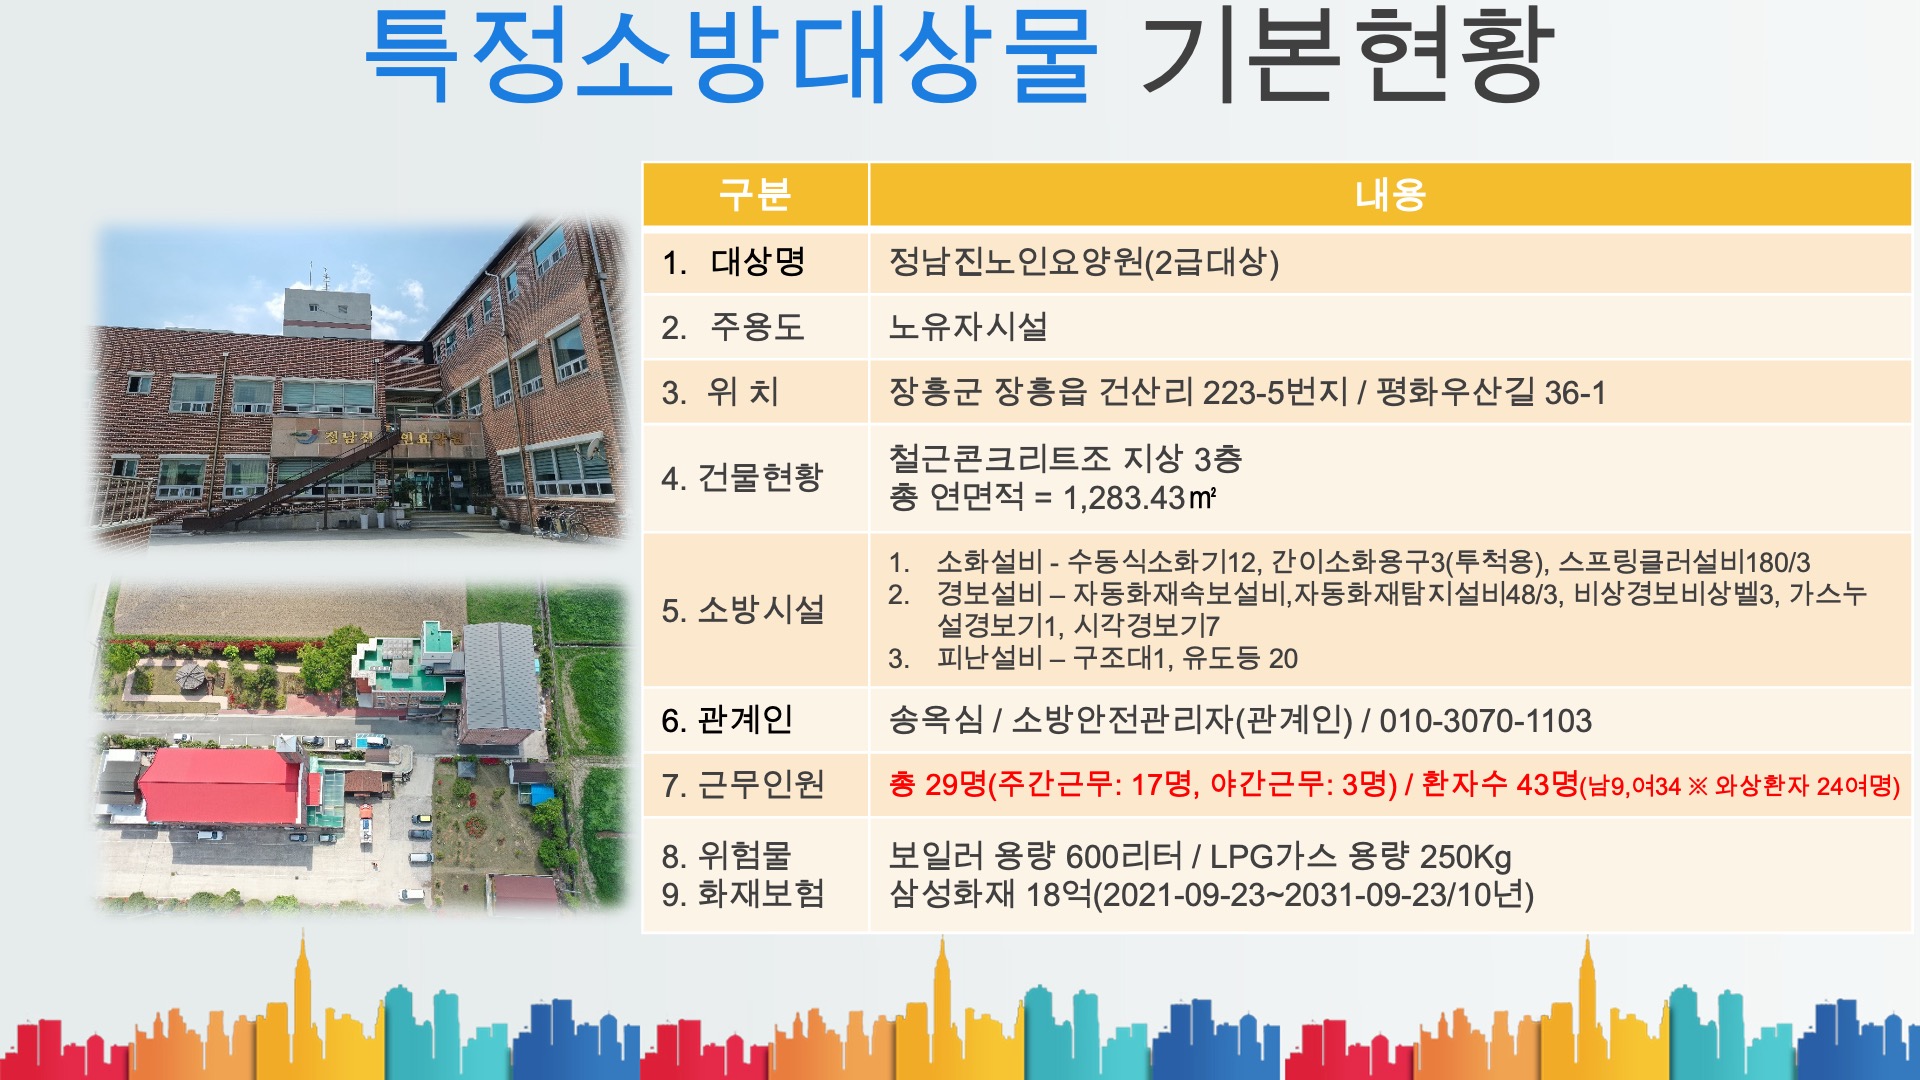 특정소방대상물 기본현황
구분 내용
1. 대상명 정남진노인요양원(2급대상)
2. 주용도 노유자시설
3. 위 치 장흥군 장흥읍 건산리 223-5번지 / 평화우산길 36-1
4. 건물현황
철근콘크리트조 지상 3층
총 연면적 = 1,283.43㎡
5. 소방시설
1. 소화설비 - 수동식소화기12, 간이소화용구3(투척용), 스프링클러설비180/3
2. 경보설비 – 자동화재속보설비,자동화재탐지설비48/3, 비상경보비상벨3, 가스누
설경보기1, 시각경보기7
3. 피난설비 – 구조대1, 유도등 20
6. 관계인 송옥심 / 소방안전관리자(관계인) / 010-3070-1103
7. 근무인원 총 29명(주간근무: 17명, 야간근무: 3명) / 환자수 43명(남9,여34 ※ 와상환자 24여명)
8. 위험물 보일러 용량 600리터 / LPG가스 용량 250Kg
9. 화재보험 삼성화재 18억(2021-09-23~2031-09-23/10년)
정남진 인요양원